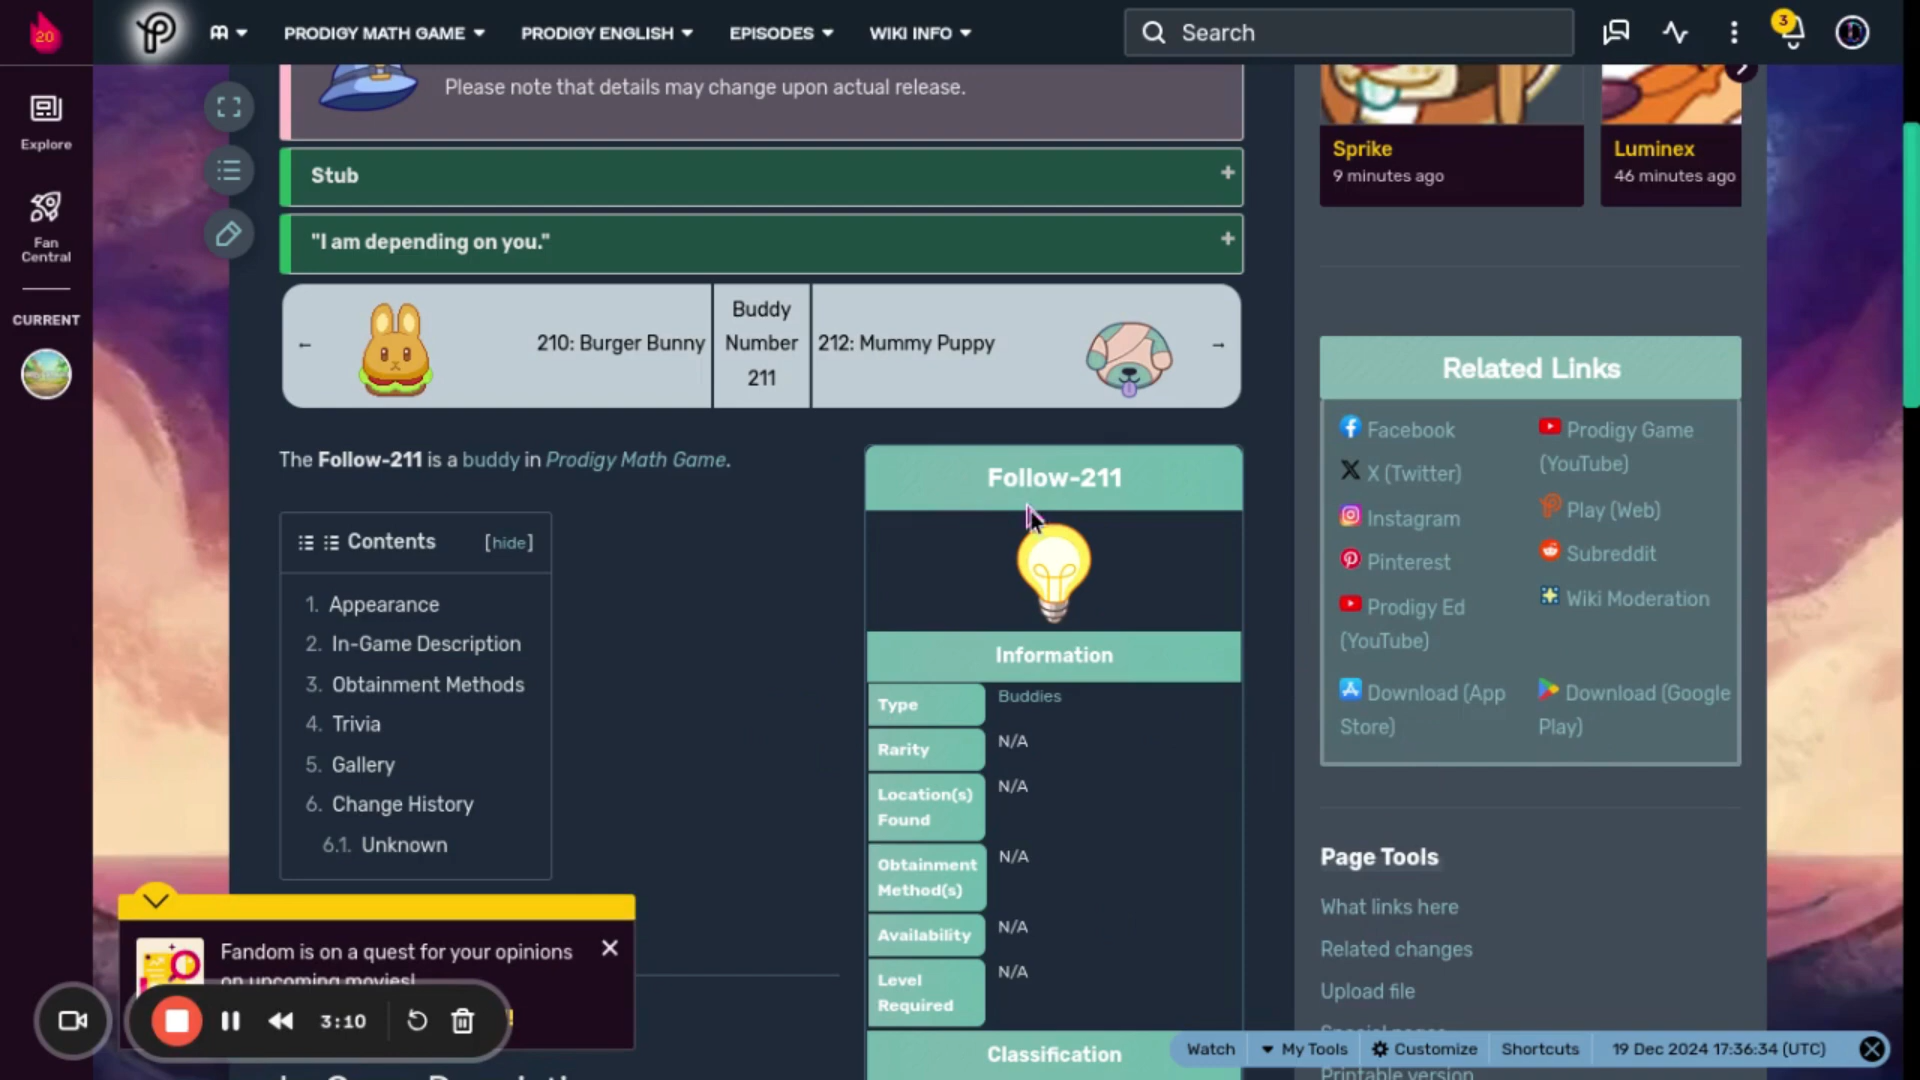 20
PRODIGY MATH GAME
PRODIGY ENGLISH
EPISODES
WIKI INFO
Search
3
Explore
Fan
Central
CURRENT
Please note that details may change upon actual release.
Stub
+
"I am depending on you."
+
←
210: Burger Bunny
Buddy
Number
211
212: Mummy Puppy
→
The Follow-211 is a buddy in Prodigy Math Game.
Contents
[hide]
1. Appearance
2. In-Game Description
3. Obtainment Methods
4. Trivia
5. Gallery
6. Change History
6.1. Unknown
Follow-211
Information
Type
Buddies
Rarity
N/A
Location(s)
Found
N/A
Obtainment
Method(s)
N/A
Availability
N/A
Level
Required
N/A
Classification
Sprike
9 minutes ago
Luminex
46 minutes ago
Related Links
Facebook
X (Twitter)
Instagram
Pinterest
Prodigy Ed
(YouTube)
Download (App
Store)
Prodigy Game
(YouTube)
Play (Web)
Subreddit
Wiki Moderation
Download (Google
Play)
Page Tools
What links here
Related changes
Upload file
Special pages
Printable version
Fandom is on a quest for your opinions
on upcoming movies!
3:10
Watch
My Tools
Customize
Shortcuts
19 Dec 2024 17:36:34 (UTC)